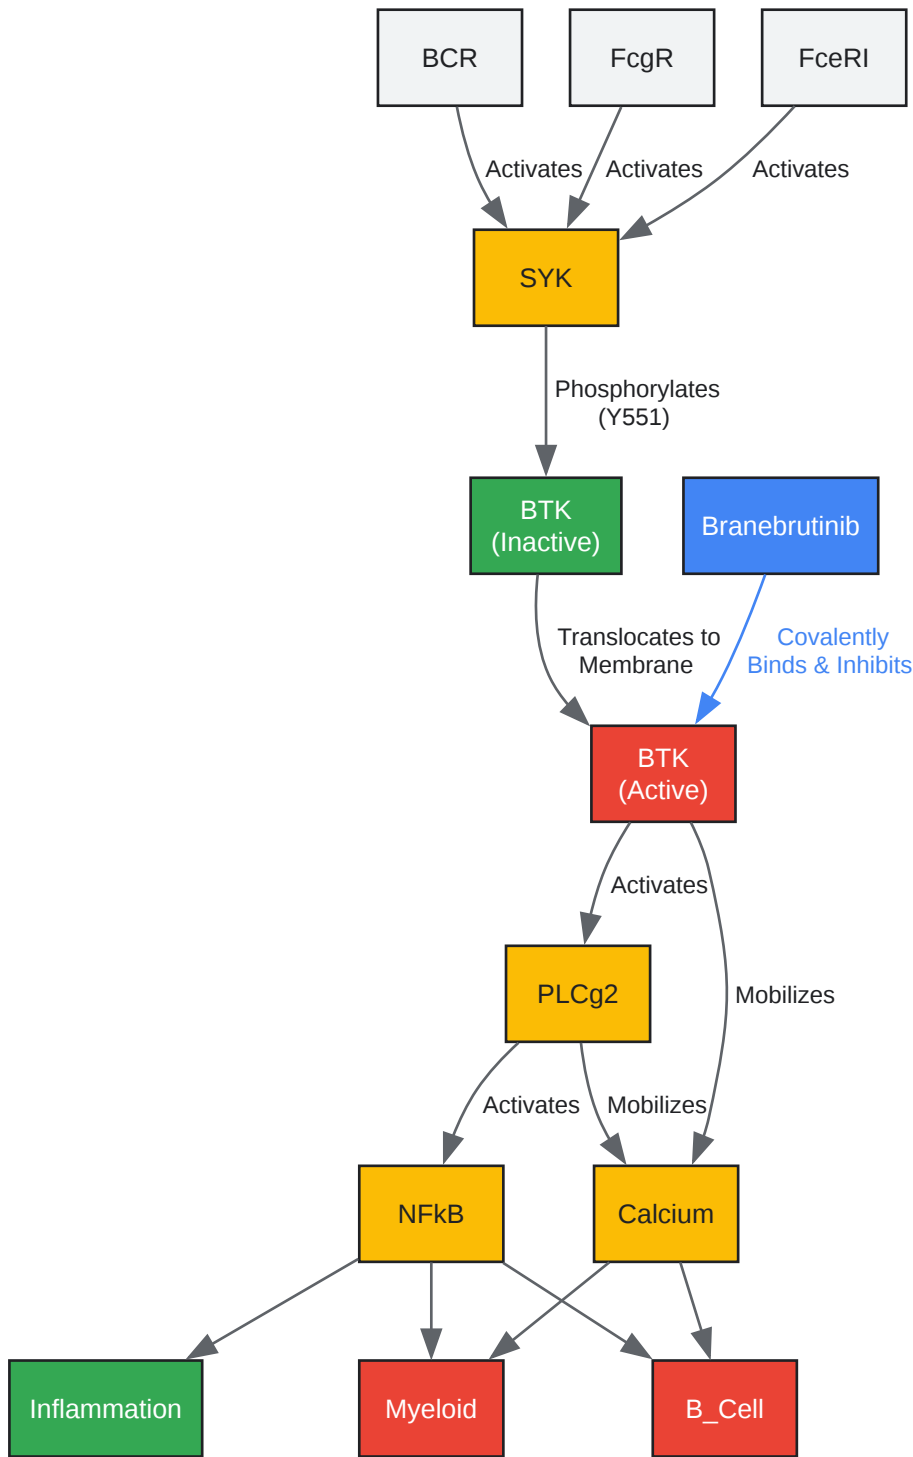 BCR
FcgR
FceRI
Activates
Activates
Activates
SYK
Phosphorylates
(Y551)
BTK
(Inactive)
Branebrutinib
Translocates to
Membrane
Covalently
Binds & Inhibits
BTK
(Active)
Activates
PLCg2
Mobilizes
Activates
Mobilizes
NFkB
Calcium
Inflammation
Myeloid
B_Cell